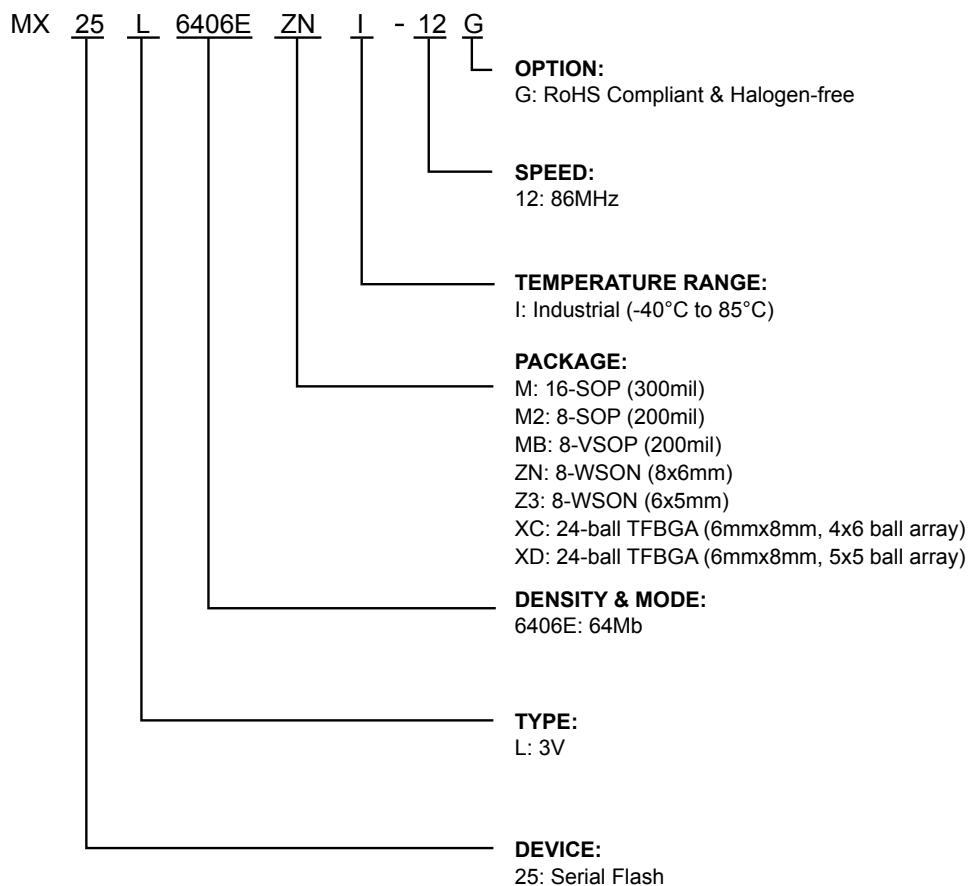 MX 25 L 6406E ZN I - 12 G
OPTION:
G: RoHS Compliant & Halogen-free
SPEED:
12: 86MHz
TEMPERATURE RANGE:
I: Industrial (-40°C to 85°C)
PACKAGE:
M: 16-SOP (300mil)
M2: 8-SOP (200mil)
MB: 8-VSOP (200mil)
ZN: 8-WSON (8x6mm)
Z3: 8-WSON (6x5mm)
XC: 24-ball TFBGA (6mmx8mm, 4x6 ball array)
XD: 24-ball TFBGA (6mmx8mm, 5x5 ball array)
DENSITY & MODE:
6406E: 64Mb
TYPE:
L: 3V
DEVICE:
25: Serial Flash